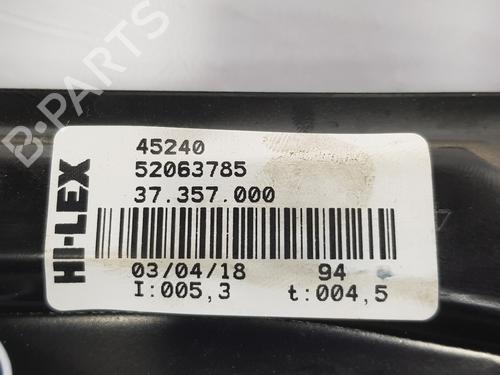 B-PARTS
HI-LEX
45240
52063785
37.357.000
03/04/18 94
I:005,3 t:004,5